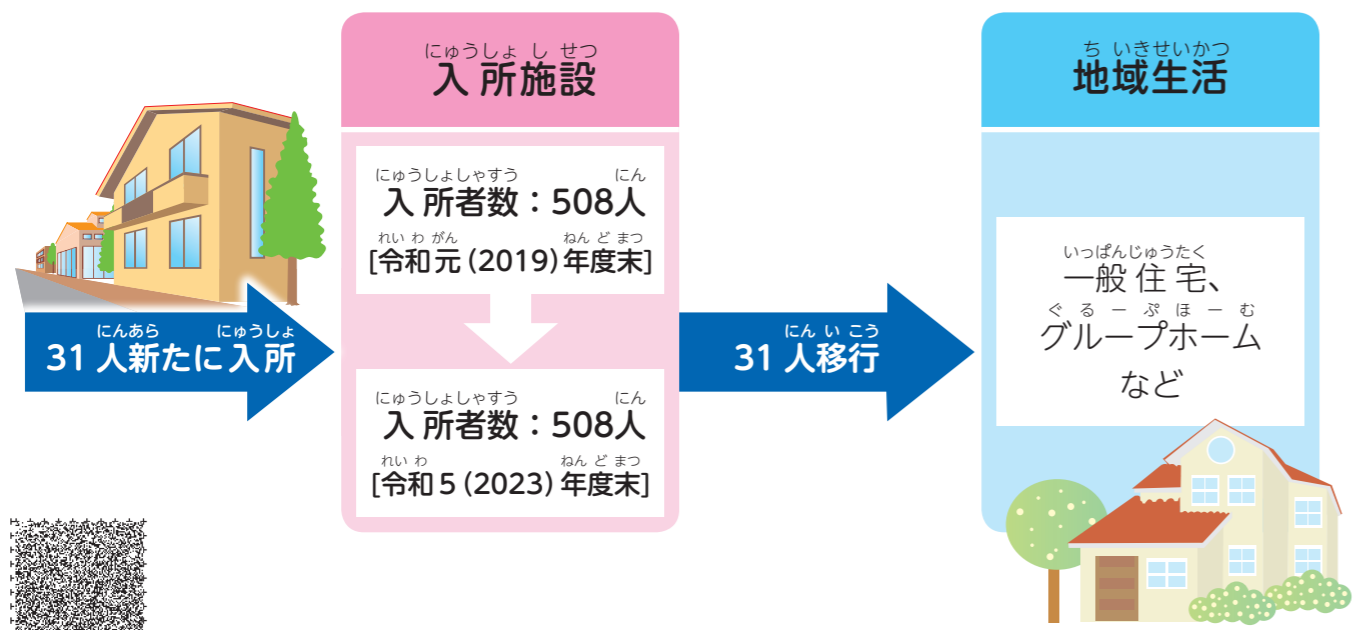 にゅうしょ し せつ
入所施設
ち いきせいかつ
地域生活
にゅうしょしゃすう にん
入所者数：508人
れい わ がん ねん ど まつ
[令和元(2019)年度末]
にんあら にゅうしょ
31人新たに入所
にん い こう
31人移行
にゅうしょしゃすう にん
入所者数：508人
れい わ ねん ど まつ
[令和5(2023)年度末]
いっぱんじゅうたく
一般住宅、
ぐ る ー ぷ ほ ー む
グループホーム
など